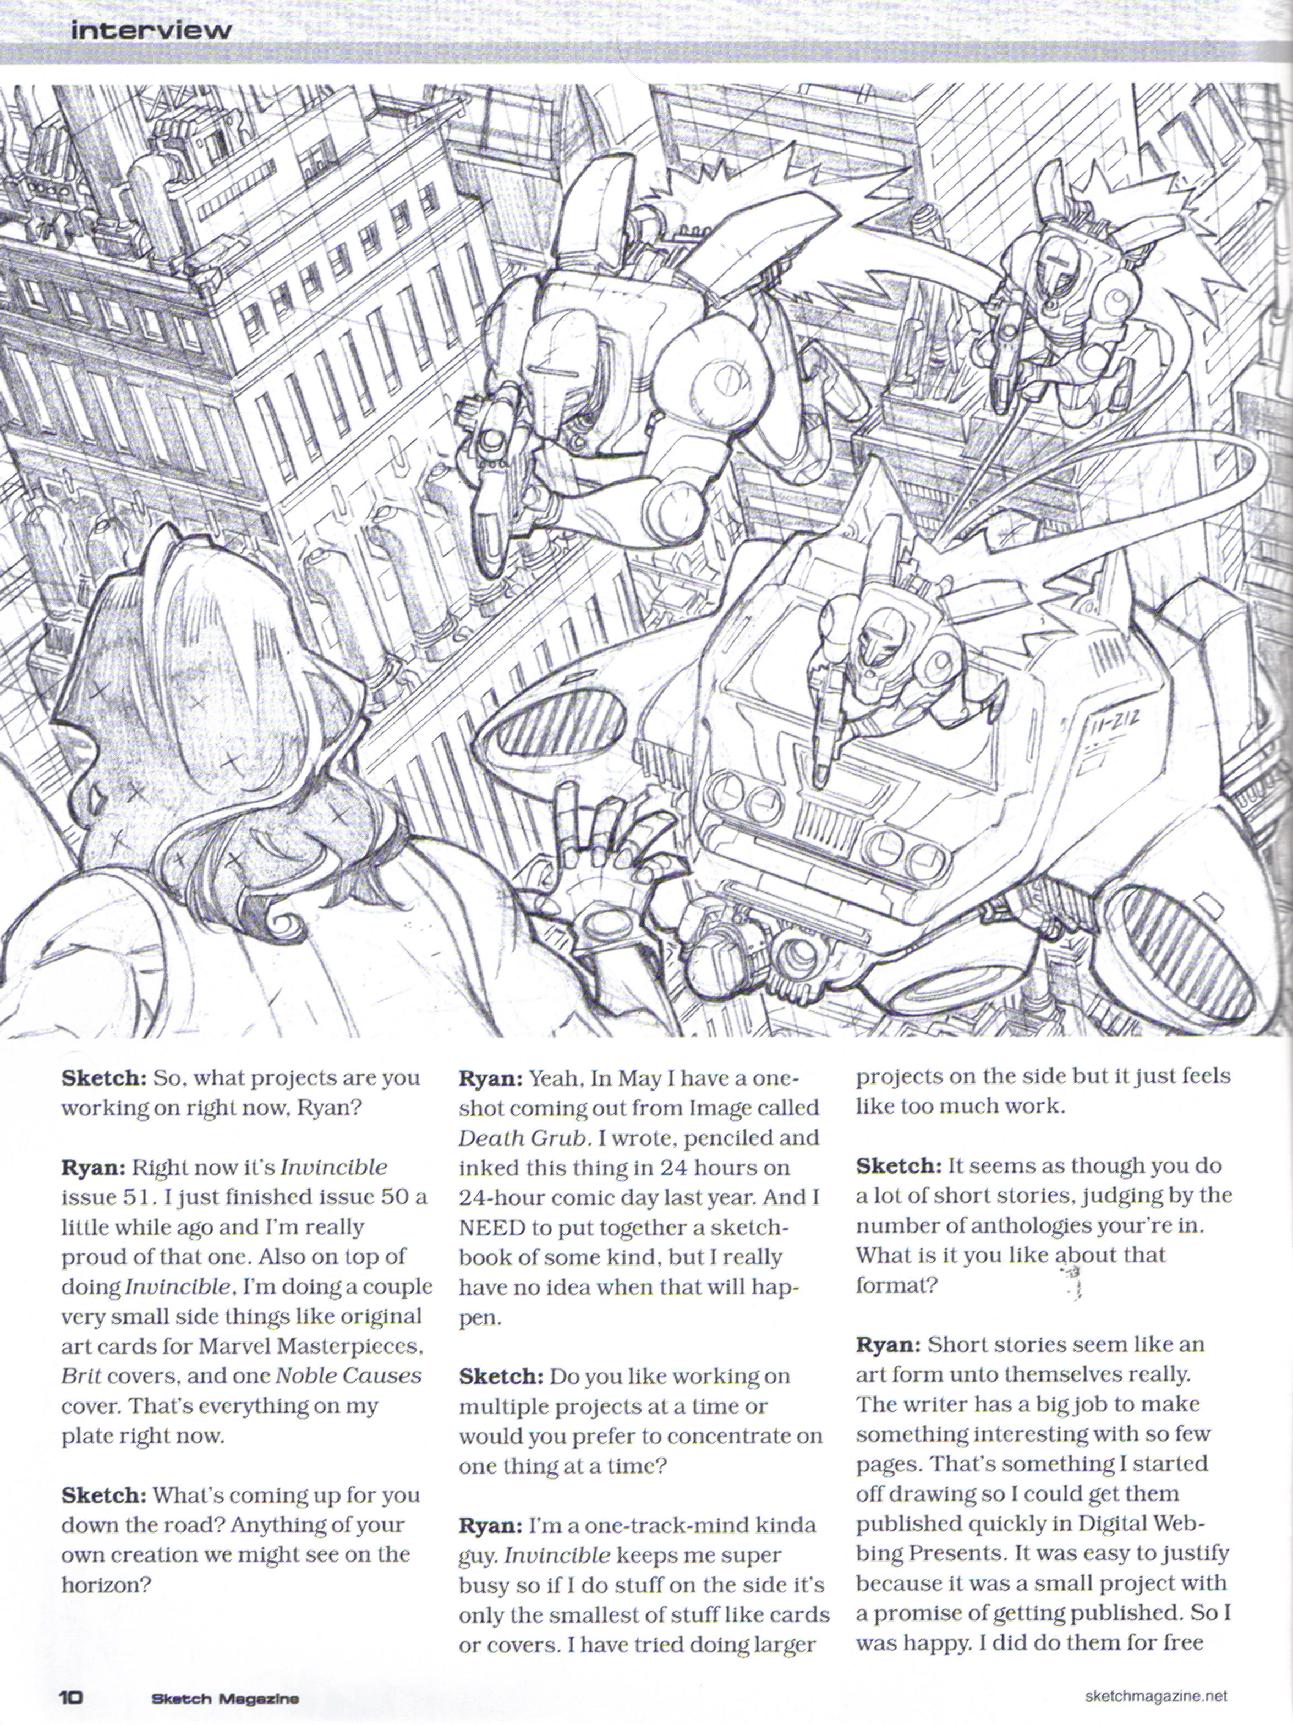 interview
11-212
Sketch: So, what projects are you
working on right now, Ryan?
Ryan: Right now it's Invincible
issue 51. I just finished issue 50 a
little while ago and I'm really
proud of that one. Also on top of
doing Invincible, I'm doing a couple
very small side things like original
art cards for Marvel Masterpieces,
Brit covers, and one Noble Causes
cover. That's everything on my
plate right now.
Sketch: What's coming up for you
down the road? Anything of your
own creation we might see on the
horizon?
Ryan: Yeah, In May I have a one-
shot coming out from Image called
Death Grub. I wrote, penciled and
inked this thing in 24 hours on
24-hour comic day last year. And I
NEED to put together a sketch-
book of some kind, but I really
have no idea when that will hap-
pen.
Sketch: Do you like working on
multiple projects at a time or
would you prefer to concentrate on
one thing at a time?
Ryan: I'm a one-track-mind kinda
guy. Invincible keeps me super
busy so if I do stuff on the side it's
only the smallest of stuff like cards
or covers. I have tried doing larger
projects on the side but it just feels
like too much work.
Sketch: It seems as though you do
a lot of short stories, judging by the
number of anthologies your're in.
What is it you like about that
format?
Ryan: Short stories seem like an
art form unto themselves really.
The writer has a big job to make
something interesting with so few
pages. That's something I started
off drawing so I could get them
published quickly in Digital Web-
bing Presents. It was easy to justify
because it was a small project with
a promise of getting published. So I
was happy. I did do them for free
10 Sketch Magazine
sketchmagazine.net